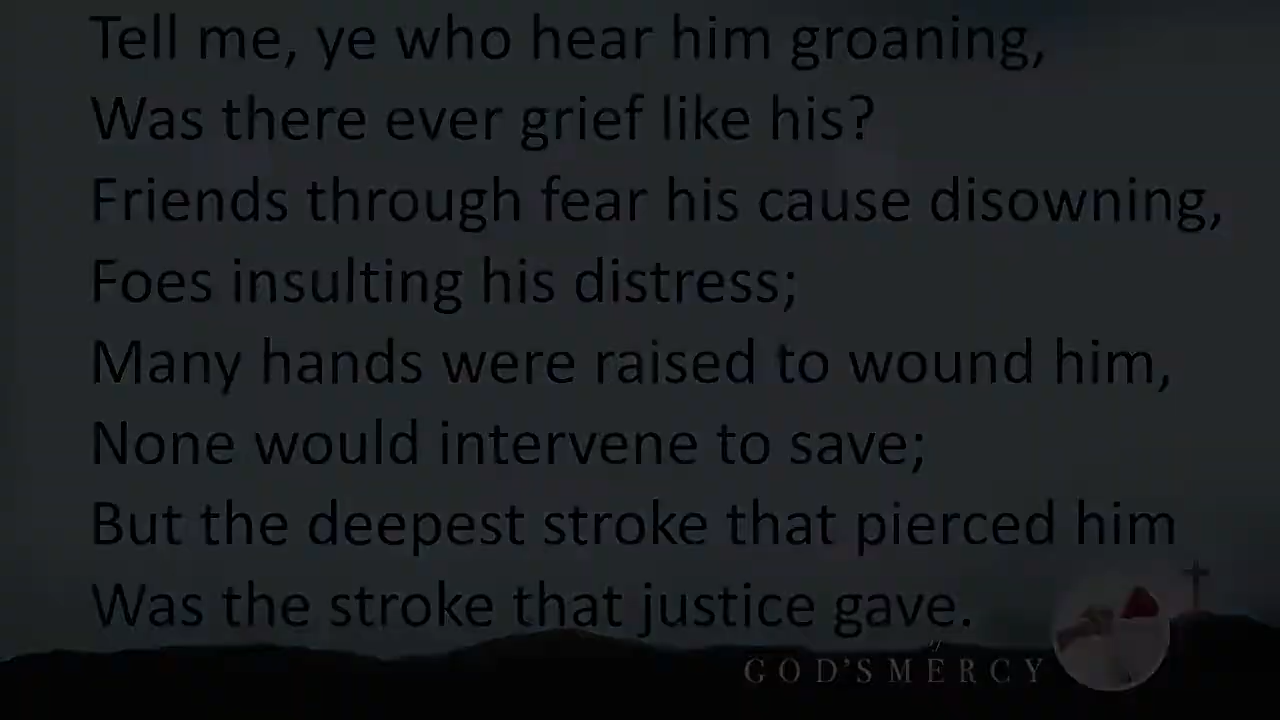 Tell me, ye who hear him groaning,
Was there ever grief like his?
Friends through fear his cause disowning,
Foes insulting his distress;
Many hands were raised to wound him,
None would intervene to save;
But the deepest stroke that pierced him
Was the stroke that justice gave.
of
GOD'S MERCY